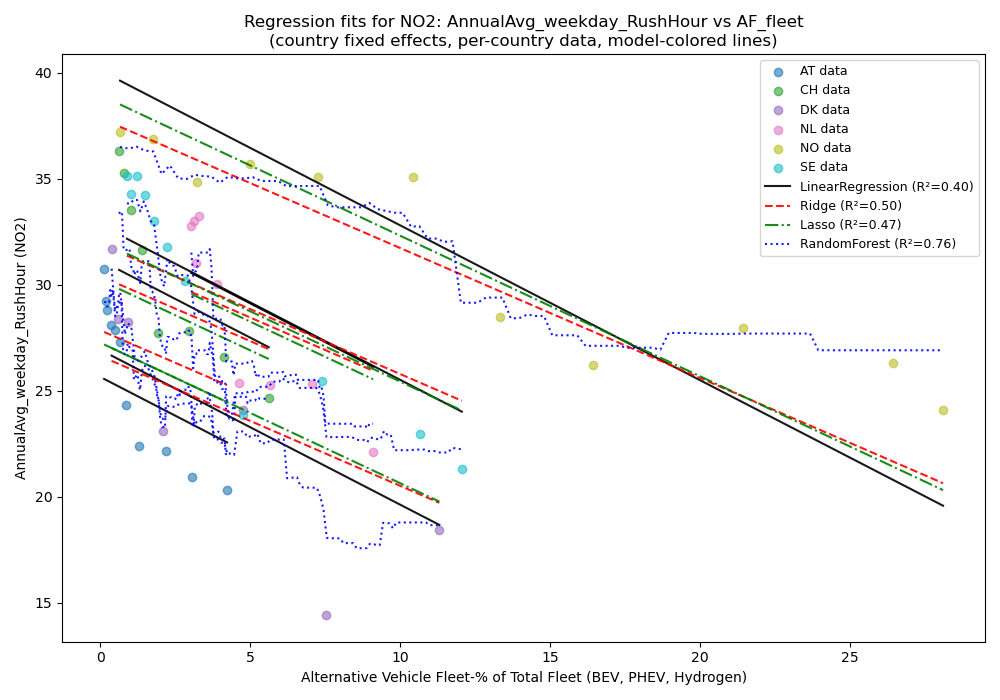 Regression fits for NO2: AnnualAvg_weekday_RushHour vs AF_fleet
(country fixed effects, per-country data, model-colored lines)
AT data
CH data
DK data
NL data
NO data
SE data
LinearRegression (R²=0.40)
Ridge (R²=0.50)
Lasso (R²=0.47)
RandomForest (R²=0.76)
AnnualAvg_weekday_RushHour (NO2)
40
35
30
25
20
15
0 5 10 15 20 25
Alternative Vehicle Fleet-% of Total Fleet (BEV, PHEV, Hydrogen)